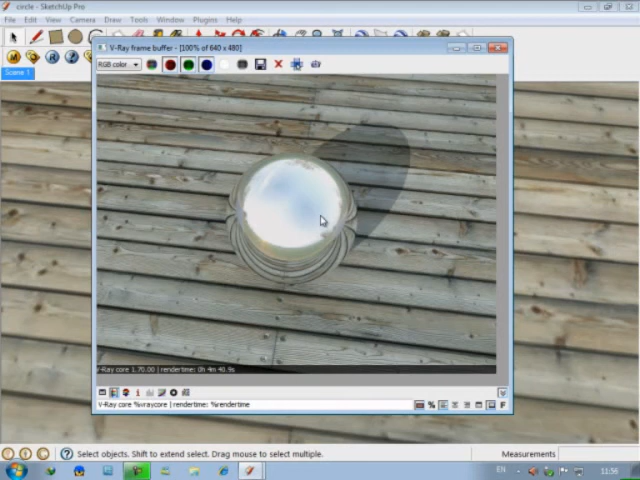 circle - SketchUp Pro
File Edit View Camera Draw Tools Window Plugins Help
V-Ray frame buffer - [100% of 640 x 480]
RGB color...
M R ?
Scene 1
V-Ray core 1.70.00 | rendertime: 0h 4m 40.9s
V-Ray core %vraycore | rendertime: %rendertime
Select objects. Shift to extend select. Drag mouse to select multiple.
Measurements
EN
11:56